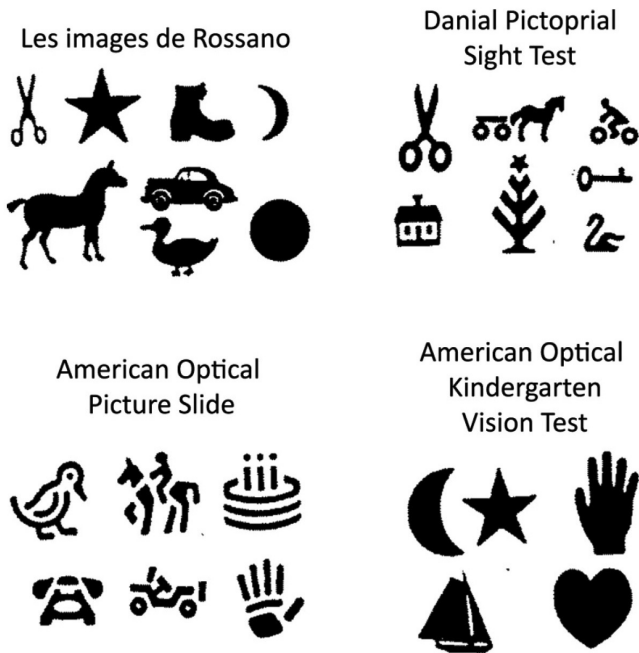 Les images de Rossano
Danial Pictoprial
Sight Test
American Optical
Picture Slide
American Optical
Kindergarten
Vision Test